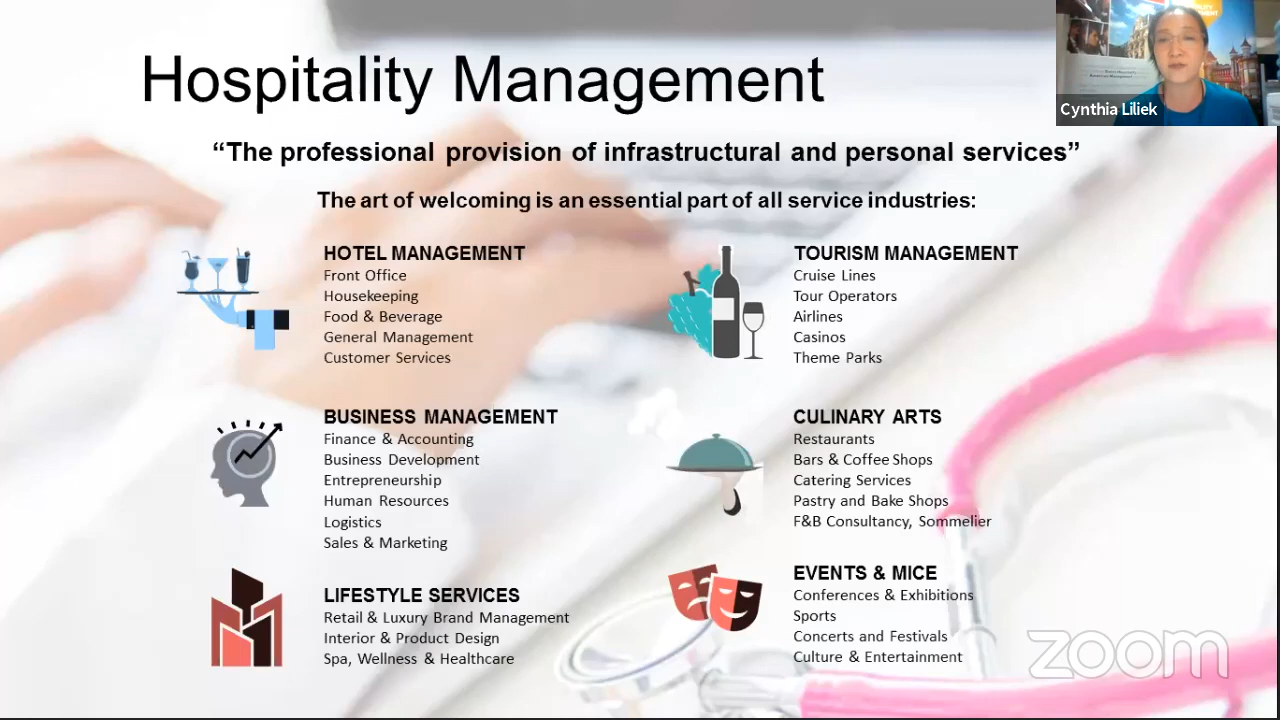 Hospitality Management
Cynthia Liliek
“The professional provision of infrastructural and personal services”
The art of welcoming is an essential part of all service industries:
HOTEL MANAGEMENT
Front Office
Housekeeping
Food & Beverage
General Management
Customer Services
TOURISM MANAGEMENT
Cruise Lines
Tour Operators
Airlines
Casinos
Theme Parks
BUSINESS MANAGEMENT
Finance & Accounting
Business Development
Entrepreneurship
Human Resources
Logistics
Sales & Marketing
CULINARY ARTS
Restaurants
Bars & Coffee Shops
Catering Services
Pastry and Bake Shops
F&B Consultancy, Sommelier
LIFESTYLE SERVICES
Retail & Luxury Brand Management
Interior & Product Design
Spa, Wellness & Healthcare
EVENTS & MICE
Conferences & Exhibitions
Sports
Concerts and Festivals
Culture & Entertainment
zoom